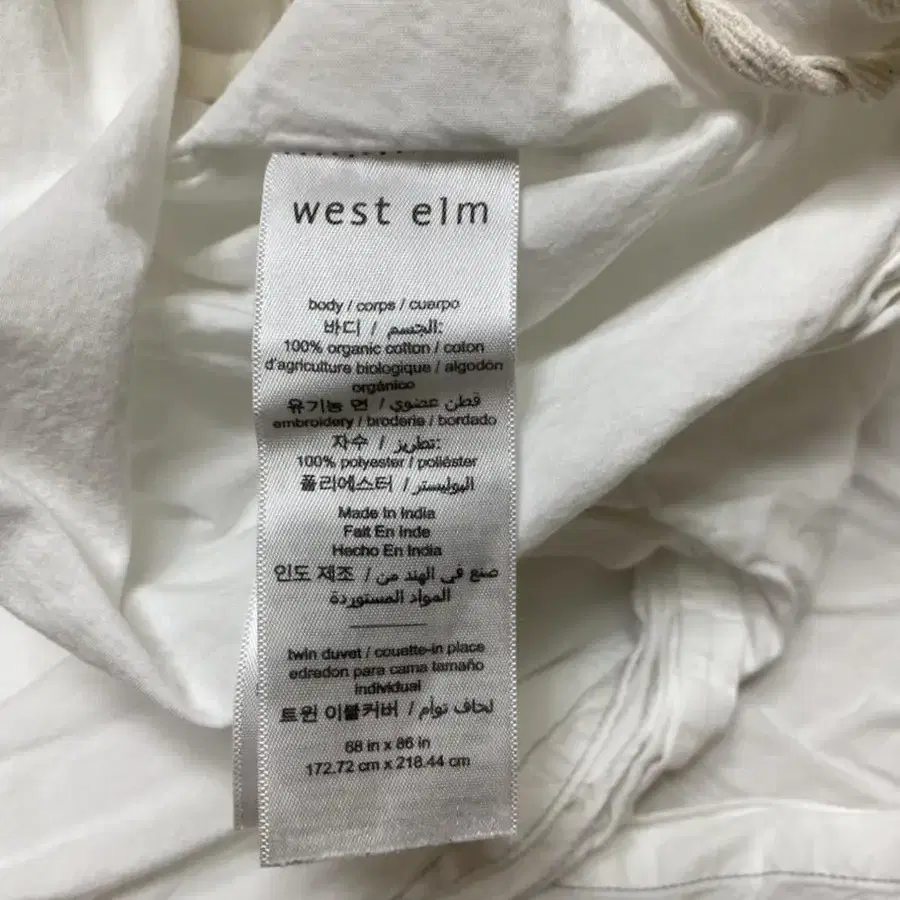 west elm
body / corps / cuerpo
바디 / الجسم:
100% organic cotton / coton
d'agriculture biologique / algodón
orgánico
유기농 면 / قطن عضوي
embroidery / broderie / bordado
자수 / تطريز:
100% polyester / poliéster
폴리에스터 / البوليستر
Made In India
Fait En Inde
Hecho En India
인도 제조 / صنع في الهند من
المواد المستوردة
twin duvet / couette-in place
edredon para cama tamaño
individual
트윈 이불커버 / لحاف توأم
68 in x 86 in
172.72 cm x 218.44 cm